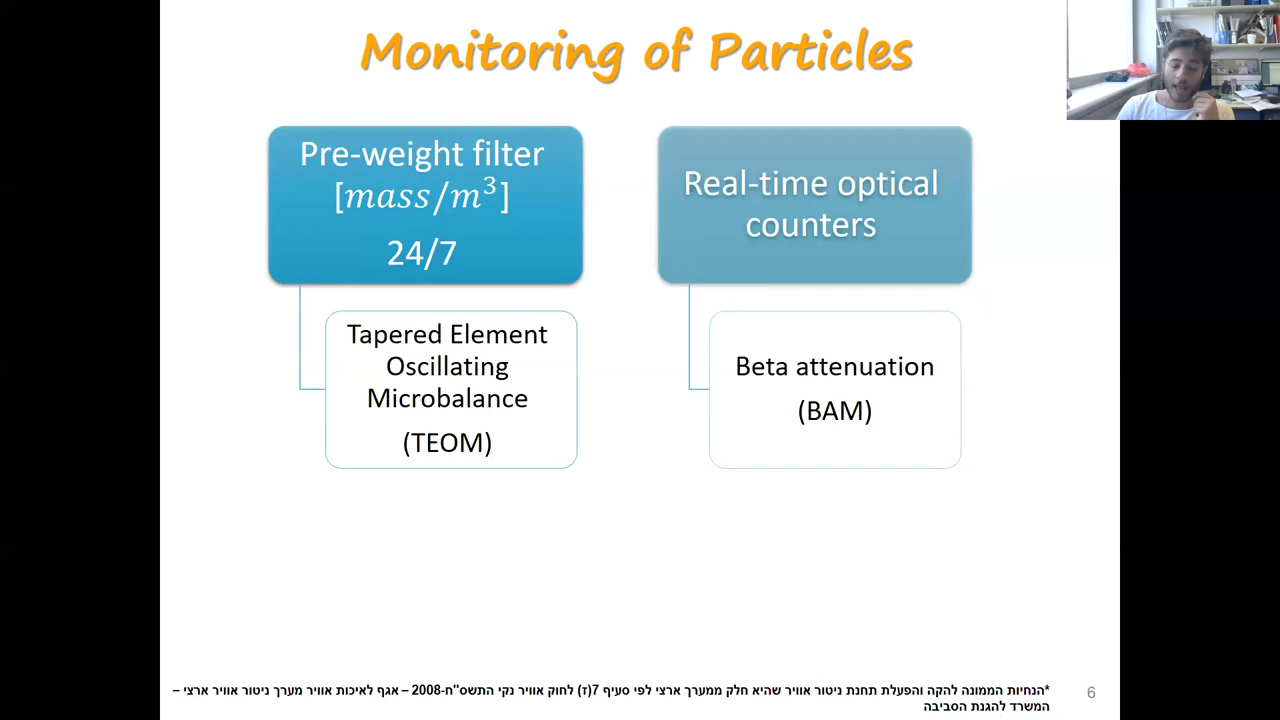 Monitoring of Particles
Pre-weight filter
[mass/m³]
24/7
Real-time optical
counters
Tapered Element
Oscillating
Microbalance
(TEOM)
Beta attenuation
(BAM)
*הנחיות הממונה להקה והפעלת תחנת ניטור אוויר שהיא חלק ממערך ארצי לפי סעיף 7(ז) לחוק אוויר נקי התשס"ח-2008 – אגף לאיכות אוויר מערך ניטור אוויר ארצי –
המשרד להגנת הסביבה
6